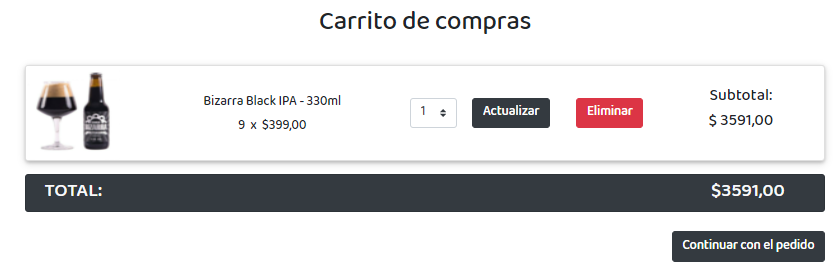 Carrito de compras
Bizarra Black IPA - 330ml
9 x $399,00
1
Actualizar
Eliminar
Subtotal:
$ 3591,00
TOTAL:
$3591,00
Continuar con el pedido